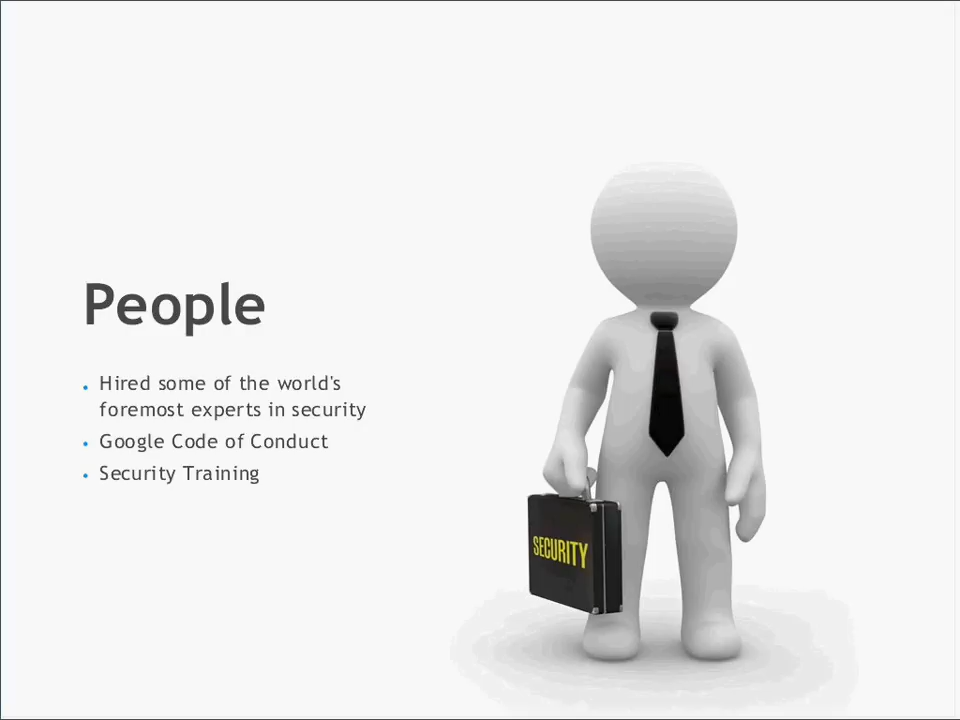 People
Hired some of the world's
foremost experts in security
Google Code of Conduct
Security Training
SECURITY